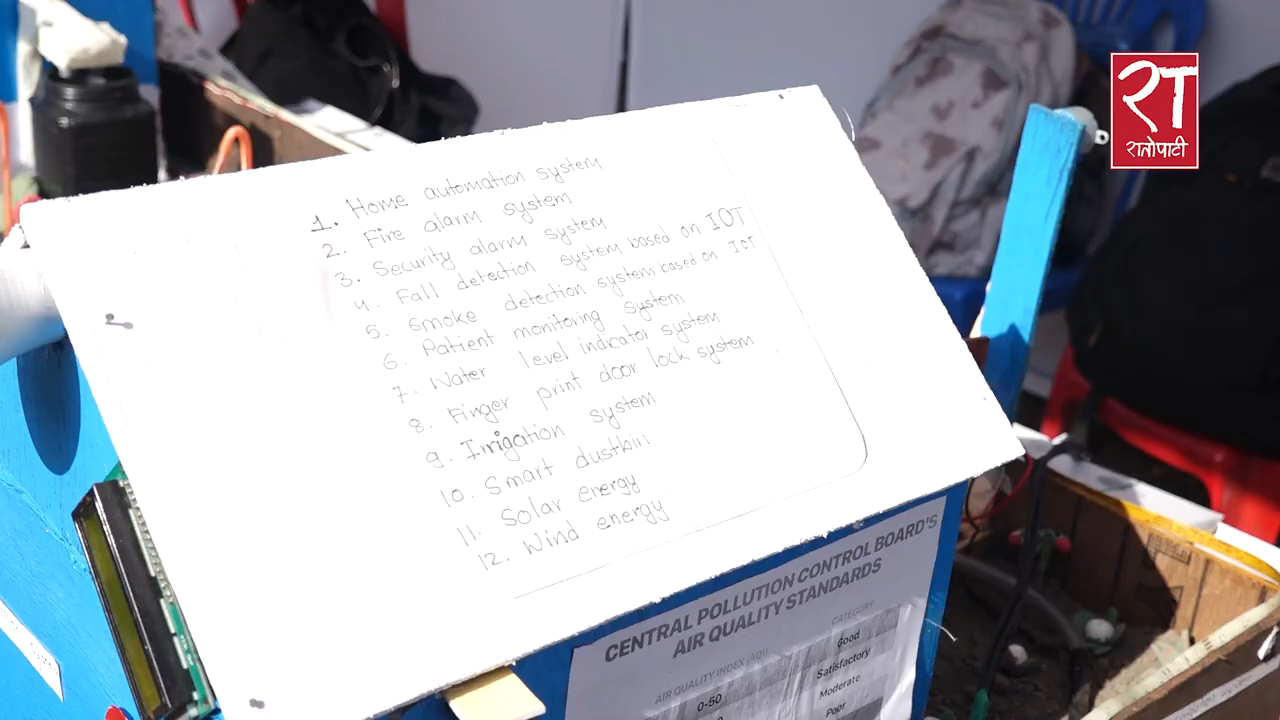 1. Home automation system
2. Fire alarm system
3. Security alarm system
4. Fall detection system based on IOT
5. Smoke detection system based on IOT
6. Patient monitoring system
7. Water level indicator system
8. Finger print door lock system
9. Irrigation system
10. Smart dustbin
11. Solar energy
12. Wind energy
CENTRAL POLLUTION CONTROL BOARD'S
AIR QUALITY STANDARDS
AIR QUALITY INDEX (AQI) CATEGORY
0-50 Good
Satisfactory
Moderate
Poor
रा
रातोपाटी